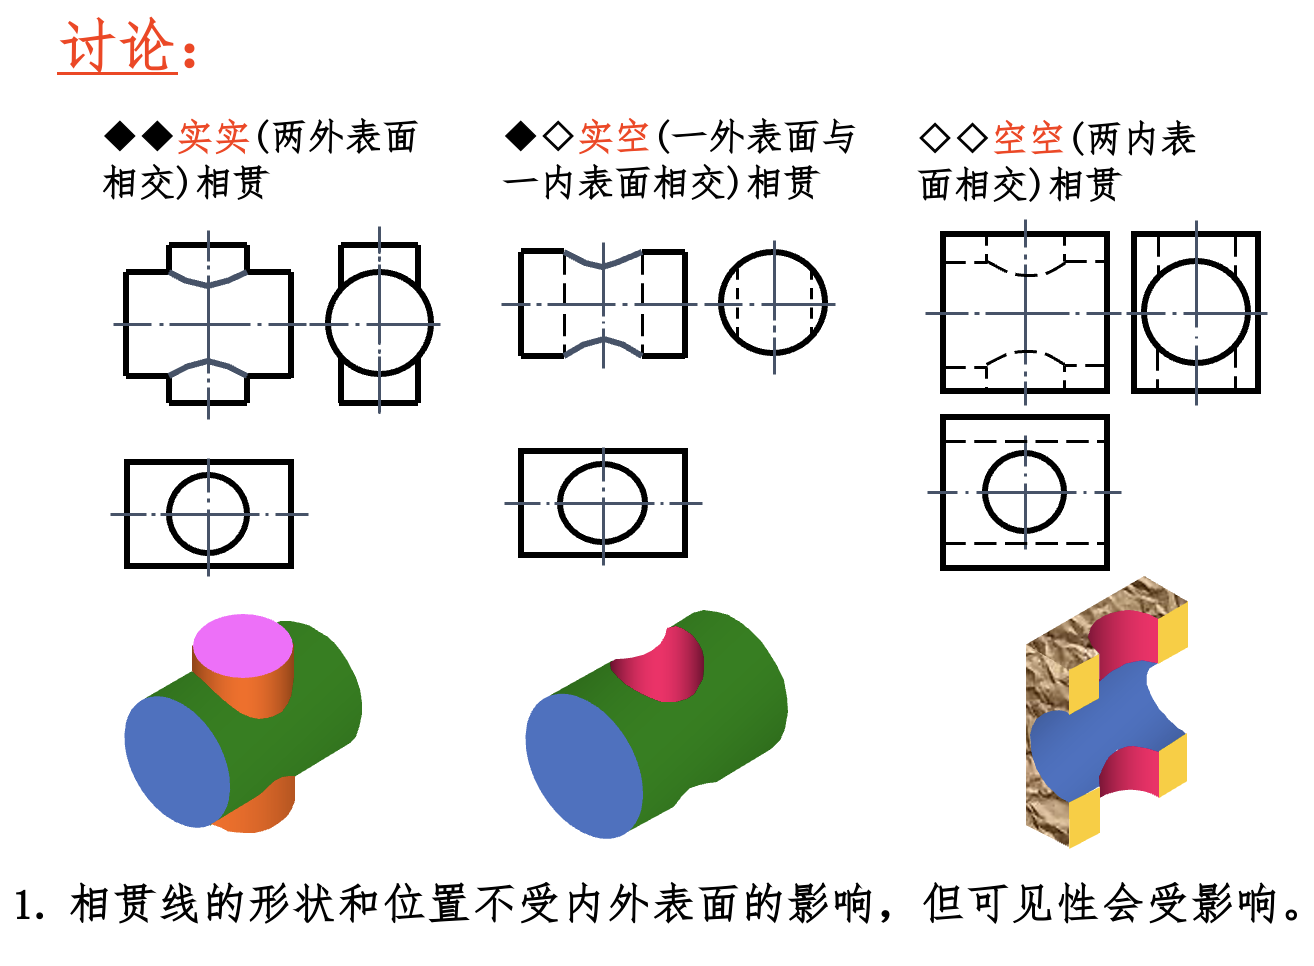 讨论：
◆◆实实(两外表面
相交)相贯
◆◇实空(一外表面与
一内表面相交)相贯
◇◇空空(两内表
面相交)相贯
1. 相贯线的形状和位置不受内外表面的影响，但可见性会受影响。